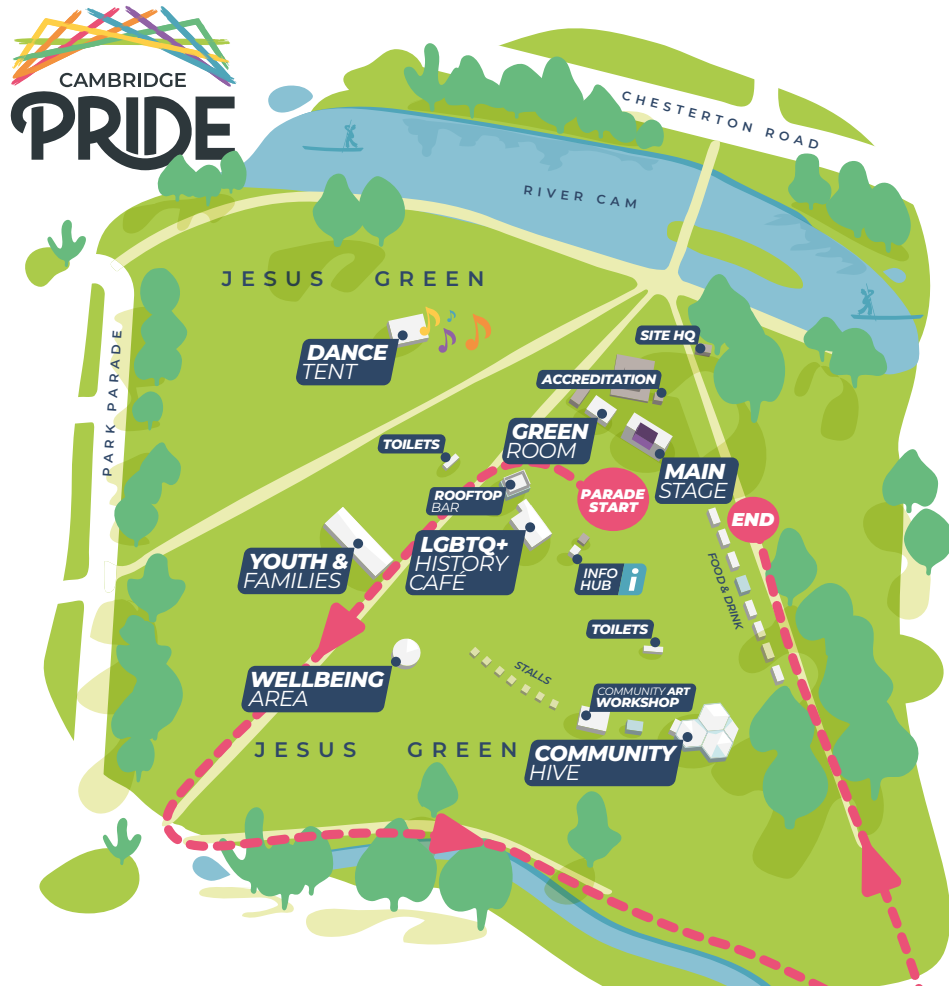 CAMBRIDGE
PRIDE
CHESTERTON ROAD
RIVER CAM
JESUS GREEN
PARK PARADE
DANCE
TENT
SITE HQ
ACCREDITATION
GREEN
ROOM
TOILETS
MAIN
STAGE
ROOFTOP
BAR
PARADE
START
END
LGBTQ+
HISTORY
CAFÉ
YOUTH &
FAMILIES
INFO
HUB i
FOOD & DRINK
TOILETS
WELLBEING
AREA
STALLS
COMMUNITY ART
WORKSHOP
JESUS GREEN
COMMUNITY
HIVE